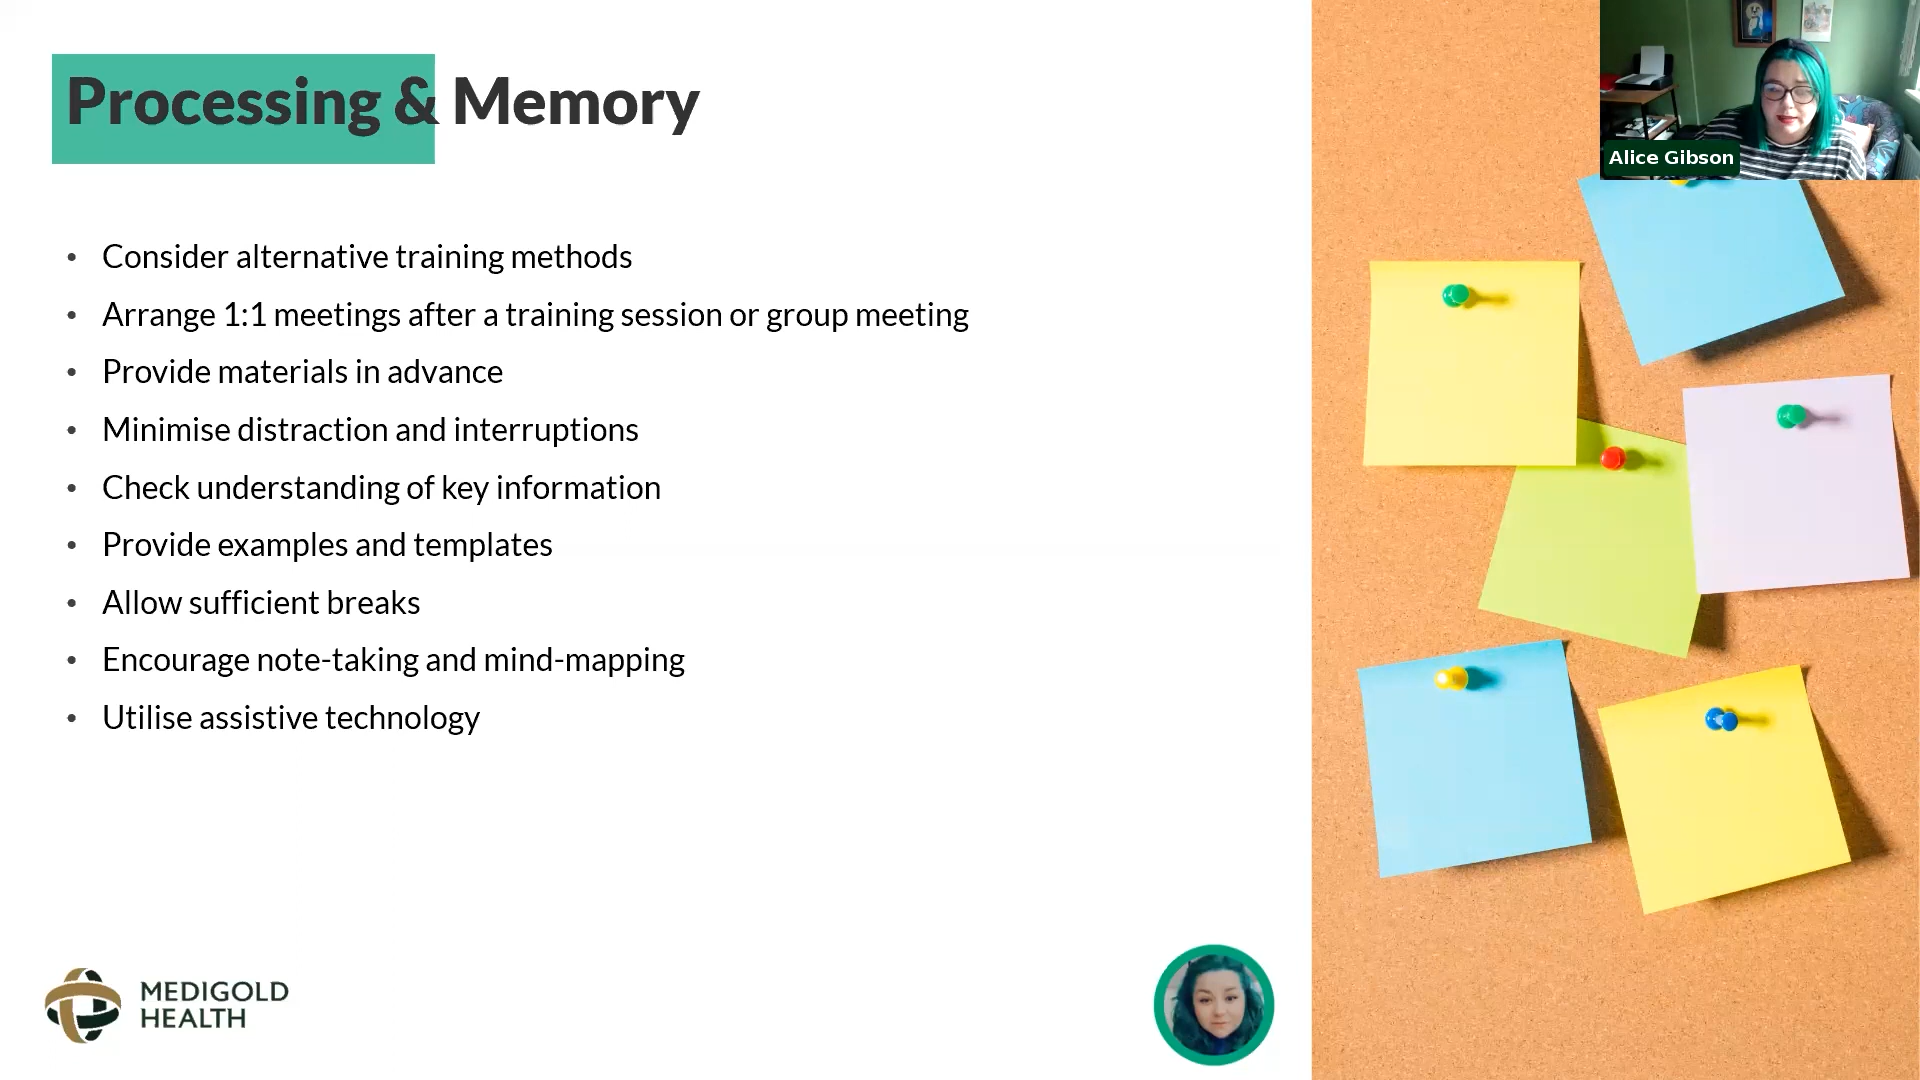 Processing & Memory
Alice Gibson
• Consider alternative training methods
• Arrange 1:1 meetings after a training session or group meeting
• Provide materials in advance
• Minimise distraction and interruptions
• Check understanding of key information
• Provide examples and templates
• Allow sufficient breaks
• Encourage note-taking and mind-mapping
• Utilise assistive technology
MEDIGOLD
HEALTH